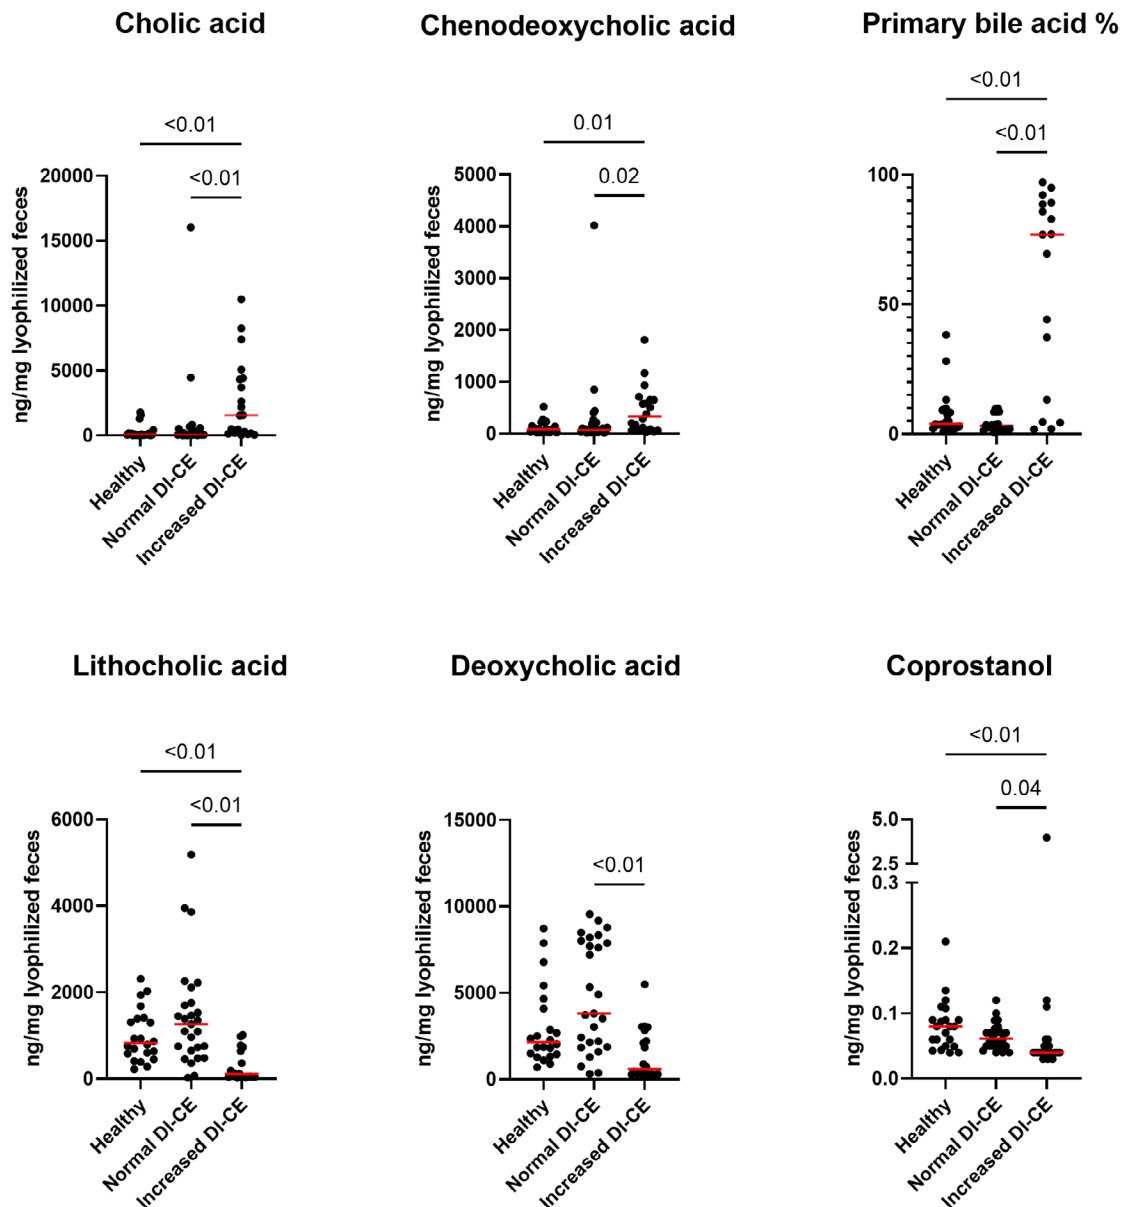 Cholic acid
Chenodeoxycholic acid
Primary bile acid %
<0.01
<0.01
ng/mg lyophilized feces
20000
15000
10000
5000
0
Healthy
Normal DI-CE
Increased DI-CE
0.01
0.02
ng/mg lyophilized feces
5000
4000
3000
2000
1000
0
Healthy
Normal DI-CE
Increased DI-CE
<0.01
<0.01
100
50
0
Healthy
Normal DI-CE
Increased DI-CE
Lithocholic acid
Deoxycholic acid
Coprostanol
<0.01
<0.01
ng/mg lyophilized feces
6000
4000
2000
0
Healthy
Normal DI-CE
Increased DI-CE
<0.01
ng/mg lyophilized feces
15000
10000
5000
0
Healthy
Normal DI-CE
Increased DI-CE
<0.01
0.04
ng/mg lyophilized feces
5.0
2.5
0.3
0.2
0.1
0.0
Healthy
Normal DI-CE
Increased DI-CE